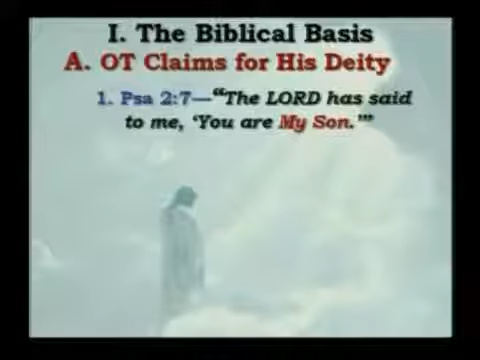 I. The Biblical Basis
A. OT Claims for His Deity
1. Psa 2:7—“The LORD has said
to me, ‘You are My Son.’”